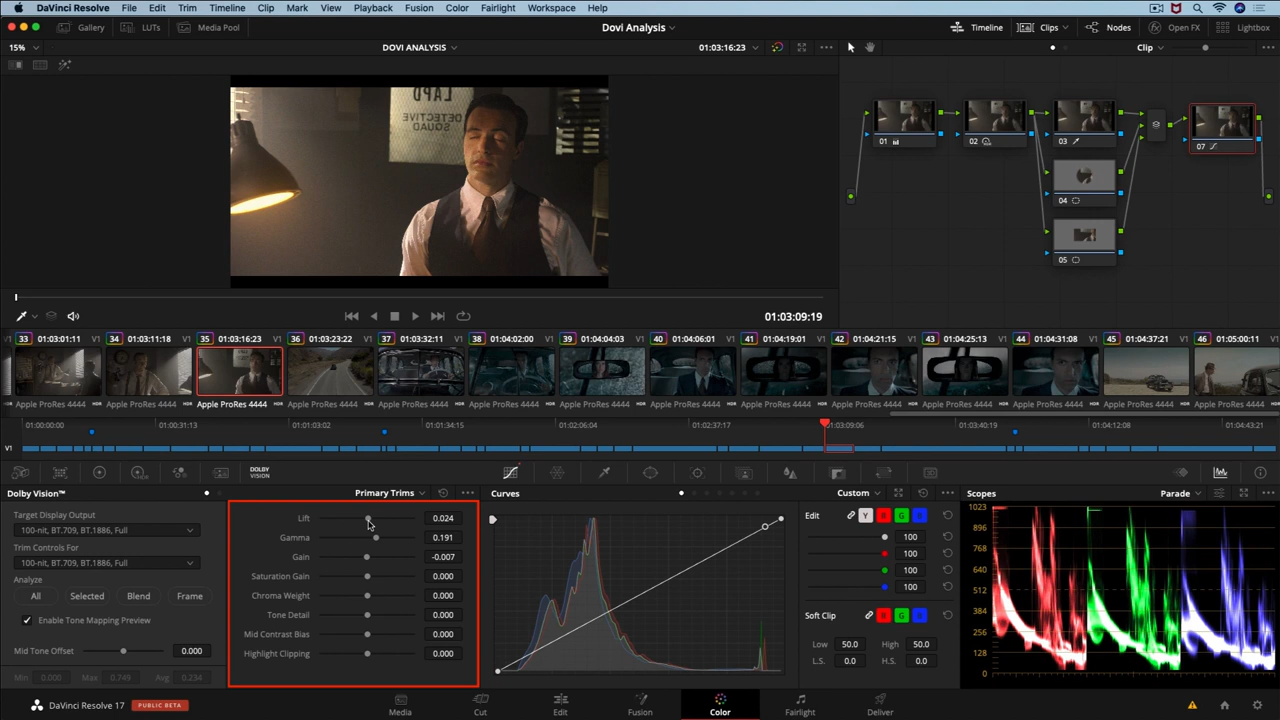 DaVinci Resolve File Edit Trim Timeline Clip Mark View Playback Fusion Color Fairlight Workspace Help
Gallery LUTs Media Pool Dovi Analysis Timeline Clips Nodes Open FX Lightbox
15% DOVI ANALYSIS 01:03:16:23 Clip
LAPD
DETECTIVE
SQUAD
01 02 03
07
04
05
01:03:09:19
33 01:03:01:11 V1 34 01:03:11:18 V1 35 01:03:16:23 V1 36 01:03:23:22 V1 37 01:03:32:11 V1 38 01:04:02:00 V1 39 01:04:04:03 V1 40 01:04:06:01 V1 41 01:04:19:01 V1 42 01:04:21:15 V1 43 01:04:25:13 V1 44 01:04:31:08 V1 45 01:04:37:21 V1 46 01:05:00:11 V1
Apple ProRes 4444 HDR Apple ProRes 4444 HDR Apple ProRes 4444 HDR Apple ProRes 4444 HDR Apple ProRes 4444 HDR Apple ProRes 4444 HDR Apple ProRes 4444 HDR Apple ProRes 4444 HDR Apple ProRes 4444 HDR Apple ProRes 4444 HDR Apple ProRes 4444 HDR Apple ProRes 4444 HDR Apple ProRes 4444 HDR Apple ProRes 4444 HDR
01:00:00:00 01:00:31:13 01:01:03:02 01:01:34:15 01:02:06:04 01:02:37:17 01:03:09:06 01:03:40:19 01:04:12:08 01:04:43:21
V1
DOLBY
VISION
Dolby Vision™ Primary Trims Curves Custom Scopes Parade
Target Display Output
100-nit, BT.709, BT.1886, Full
Trim Controls For
100-nit, BT.709, BT.1886, Full
Analyze
All Selected Blend Frame
Enable Tone Mapping Preview
Mid Tone Offset 0.000
Min 0.000 Max 0.749 Avg 0.234
Lift 0.024
Gamma 0.191
Gain -0.007
Saturation Gain 0.000
Chroma Weight 0.000
Tone Detail 0.000
Mid Contrast Bias 0.000
Highlight Clipping 0.000
Edit Y R G B
100
100
100
100
Soft Clip R G B
Low 50.0 High 50.0
L.S. 0.0 H.S. 0.0
1023
896
768
640
512
384
256
128
0
DaVinci Resolve 17 PUBLIC BETA Media Cut Edit Fusion Color Fairlight Deliver